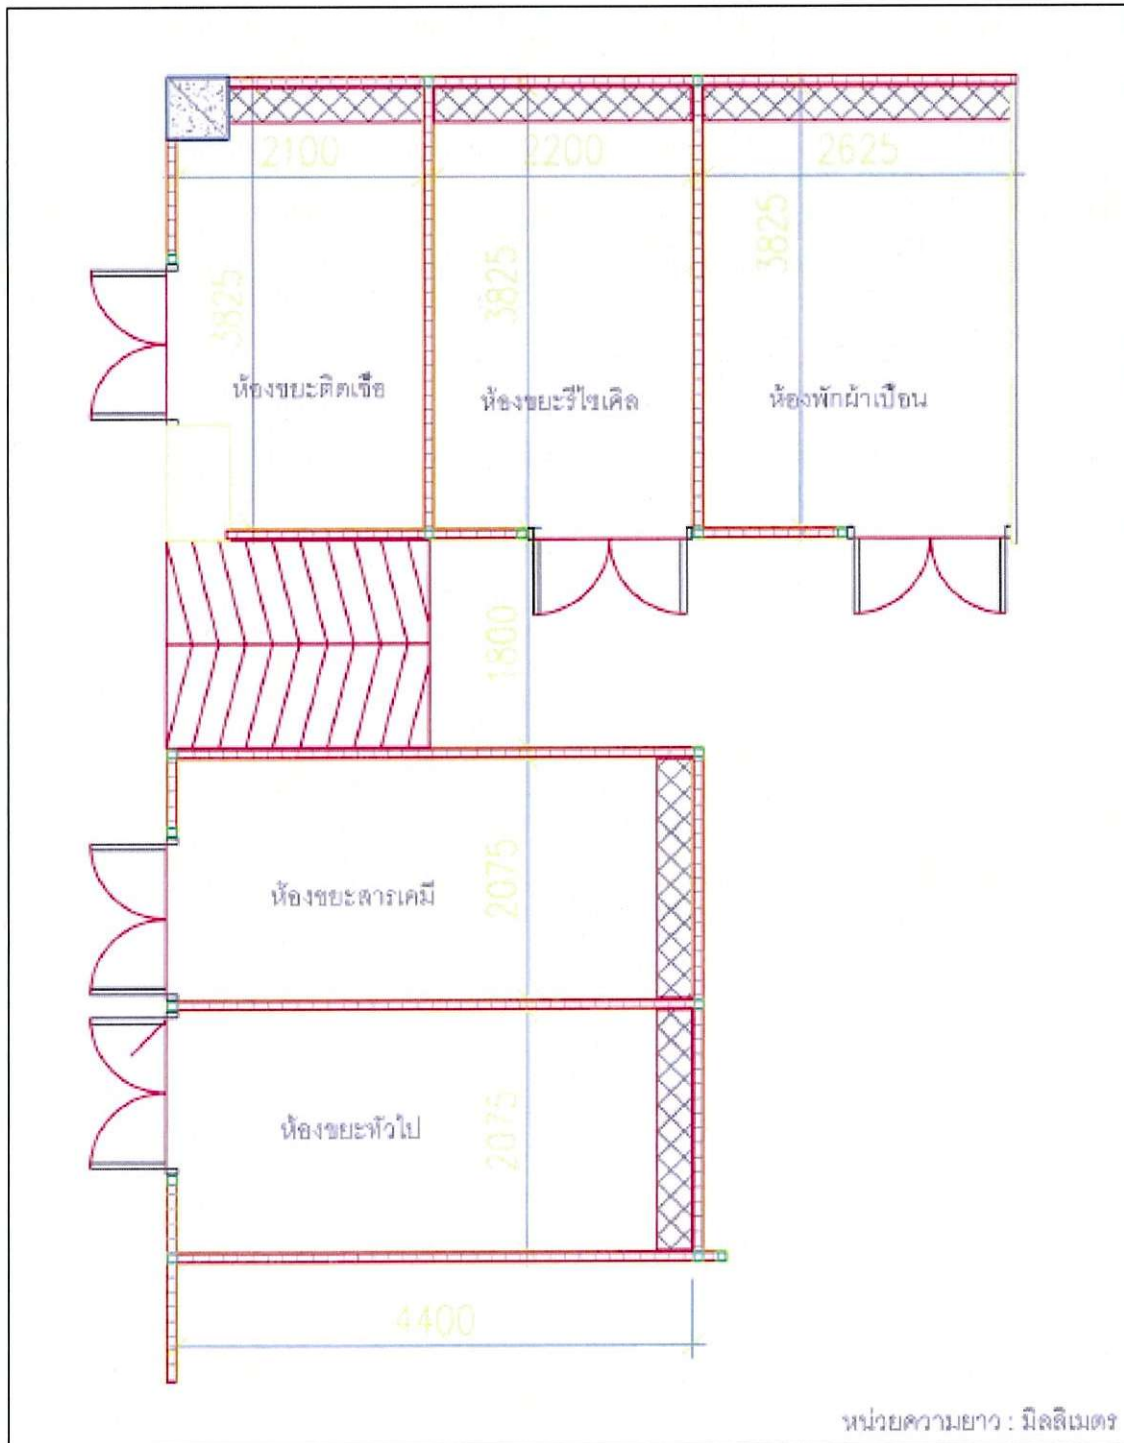 2100
2200
2625
3825
3825
3825
ห้องขยะติดเชื้อ
ห้องขยะรีไซเคิล
ห้องพักผ้าเปื้อน
1800
ห้องขยะสารเคมี
2075
ห้องขยะทั่วไป
2075
4400
หน่วยความยาว : มิลลิเมตร